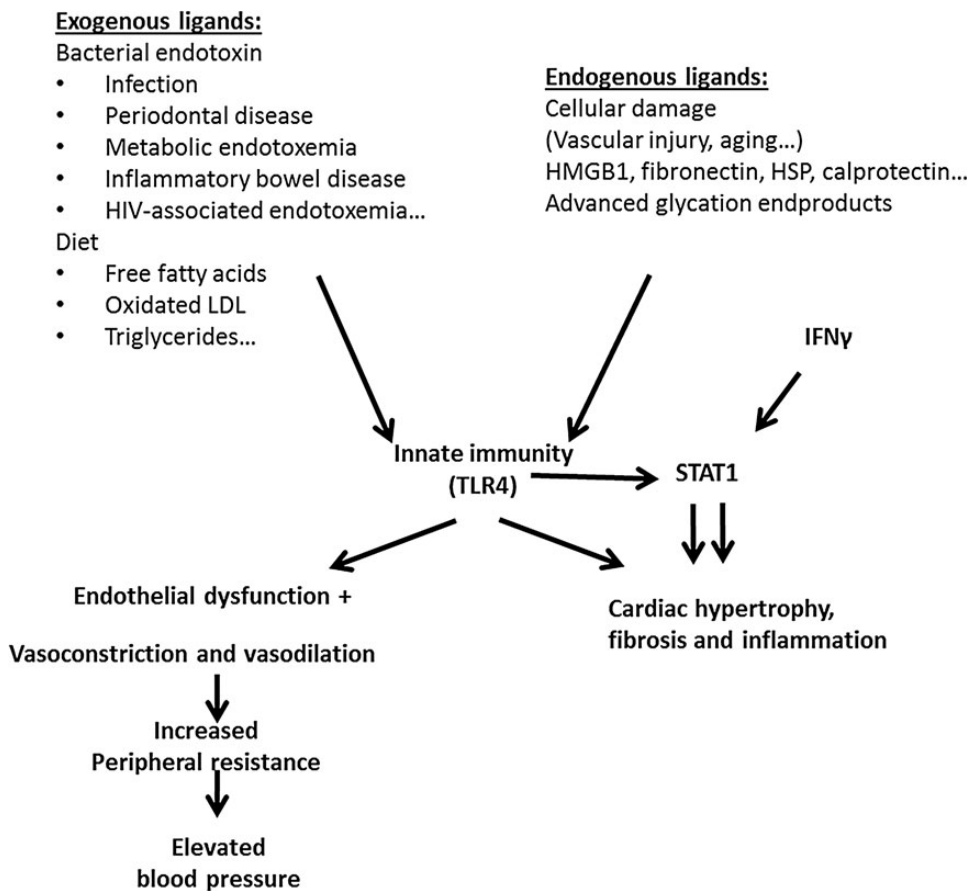 Exogenous ligands:
Bacterial endotoxin
• Infection
• Periodontal disease
• Metabolic endotoxemia
• Inflammatory bowel disease
• HIV-associated endotoxemia…
Diet
• Free fatty acids
• Oxidated LDL
• Triglycerides…
Endogenous ligands:
Cellular damage
(Vascular injury, aging…)
HMGB1, fibronectin, HSP, calprotectin…
Advanced glycation endproducts
IFNγ
Innate immunity
(TLR4)
STAT1
Endothelial dysfunction +
Vasoconstriction and vasodilation
Increased
Peripheral resistance
Elevated
blood pressure
Cardiac hypertrophy,
fibrosis and inflammation